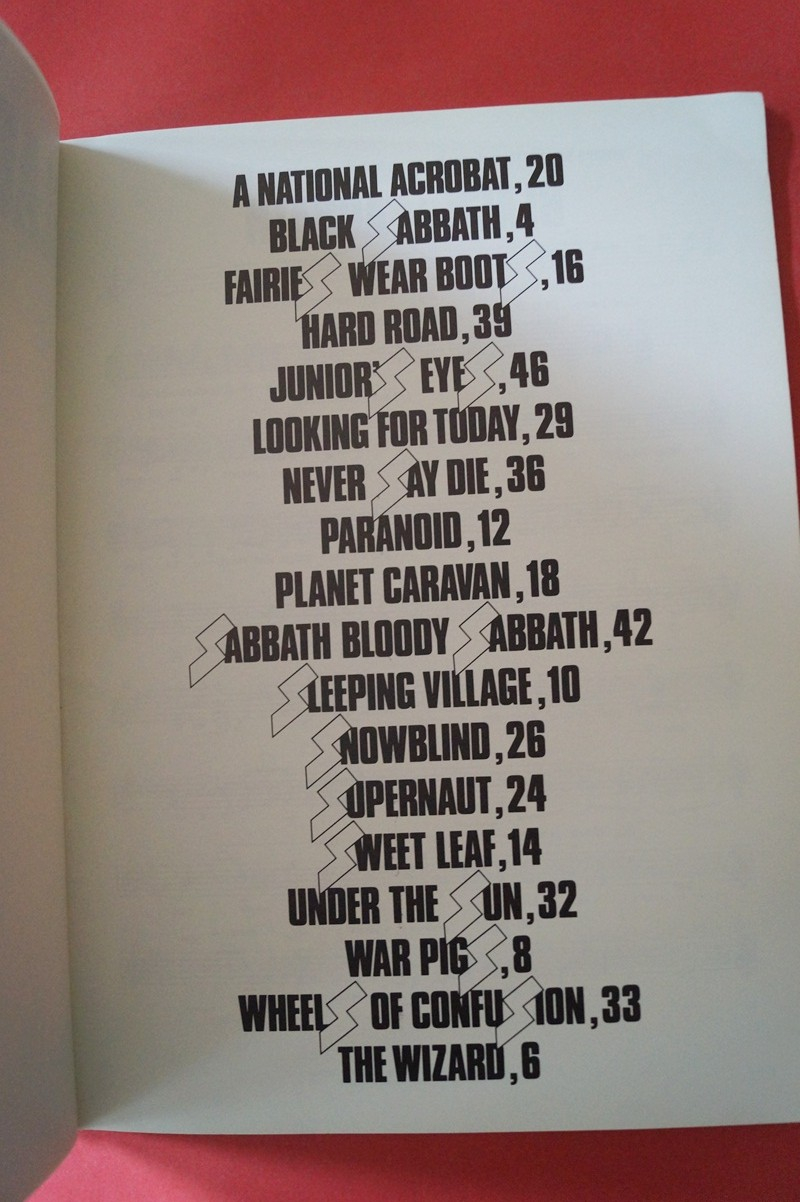 A NATIONAL ACROBAT, 20
BLACK SABBATH, 4
FAIRIES WEAR BOOTS, 16
HARD ROAD, 39
JUNIOR'S EYES, 46
LOOKING FOR TODAY, 29
NEVER SAY DIE, 36
PARANOID, 12
PLANET CARAVAN, 18
SABBATH BLOODY SABBATH, 42
SLEEPING VILLAGE, 10
SNOWBLIND, 26
SUPERNAUT, 24
SWEET LEAF, 14
UNDER THE SUN, 32
WAR PIGS, 8
WHEELS OF CONFUSION, 33
THE WIZARD, 6